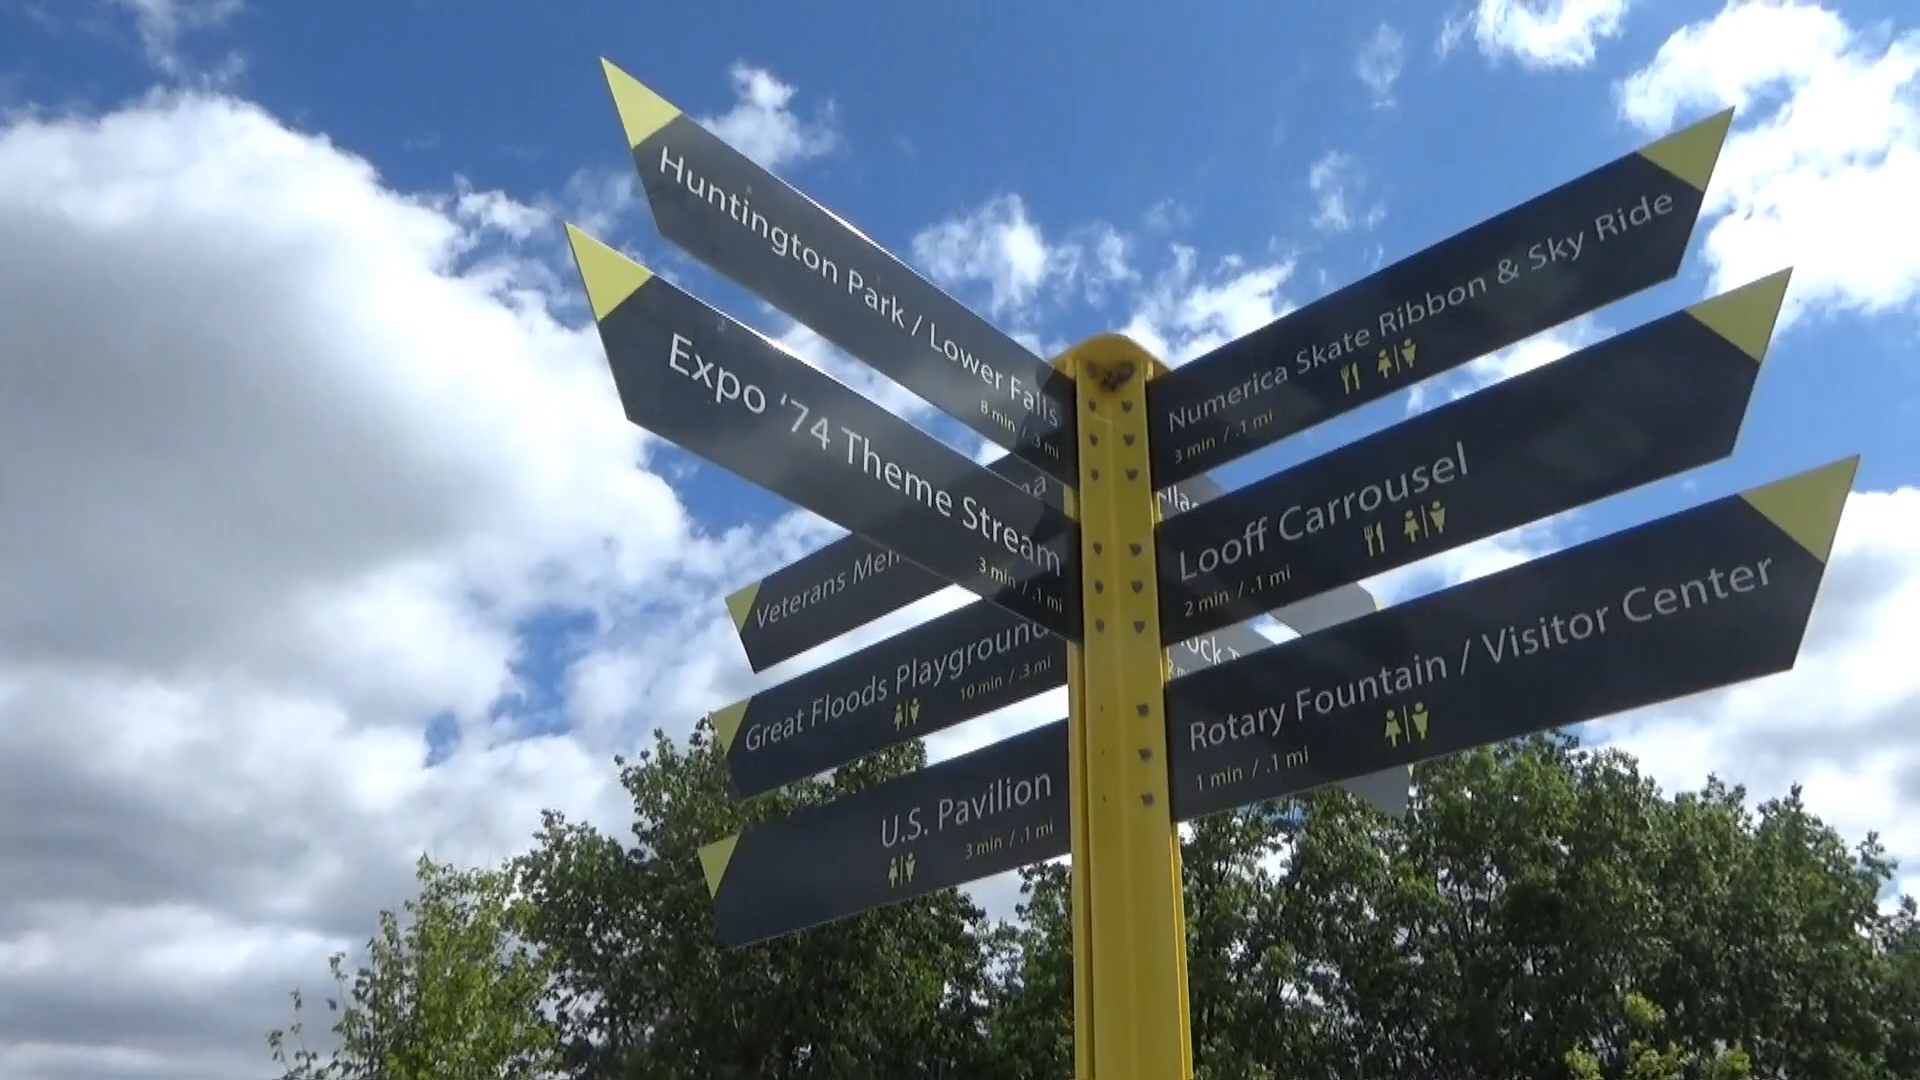 Huntington Park / Lower Falls
8 min / .3 mi
Expo ‘74 Theme Stream
3 min / .1 mi
Veterans
Great Floods Playground
10 min / .3 mi
U.S. Pavilion
3 min / .1 mi
Numerica Skate Ribbon & Sky Ride
3 min / .1 mi
Looff Carrousel
2 min / .1 mi
Rotary Fountain / Visitor Center
1 min / .1 mi